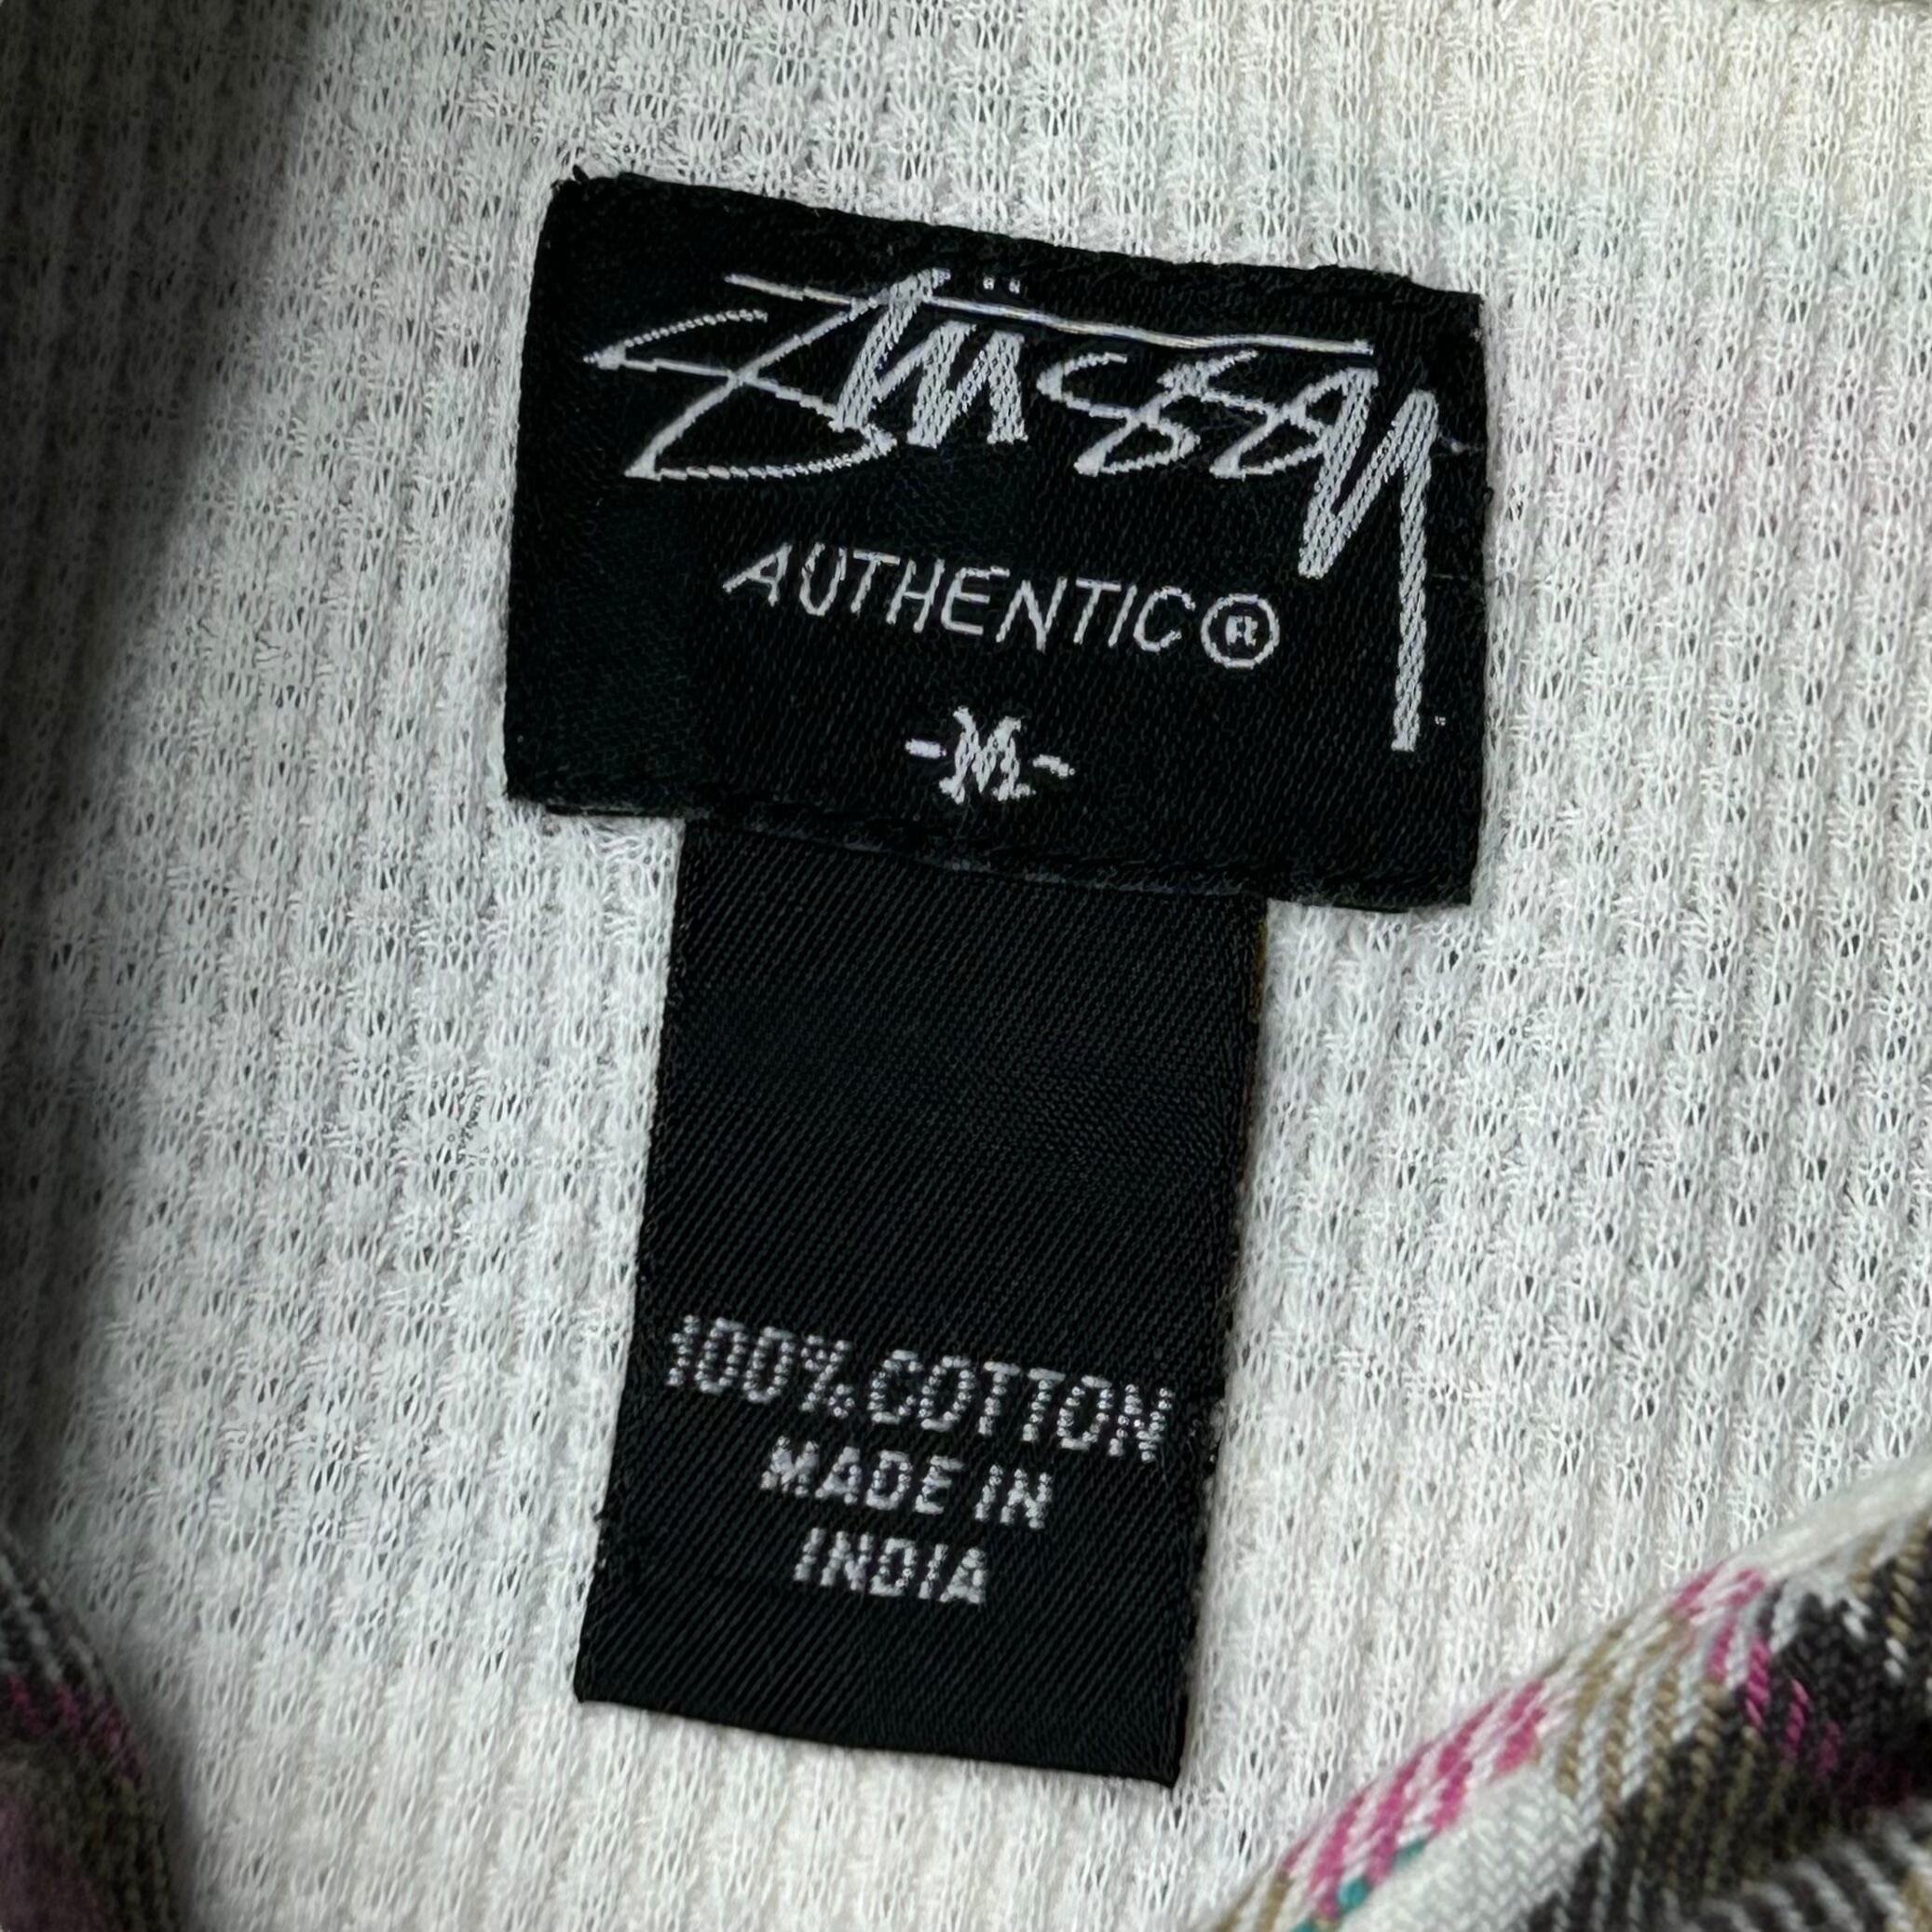 Stüssy
AUTHENTIC®
-M-
100% COTTON
MADE IN
INDIA